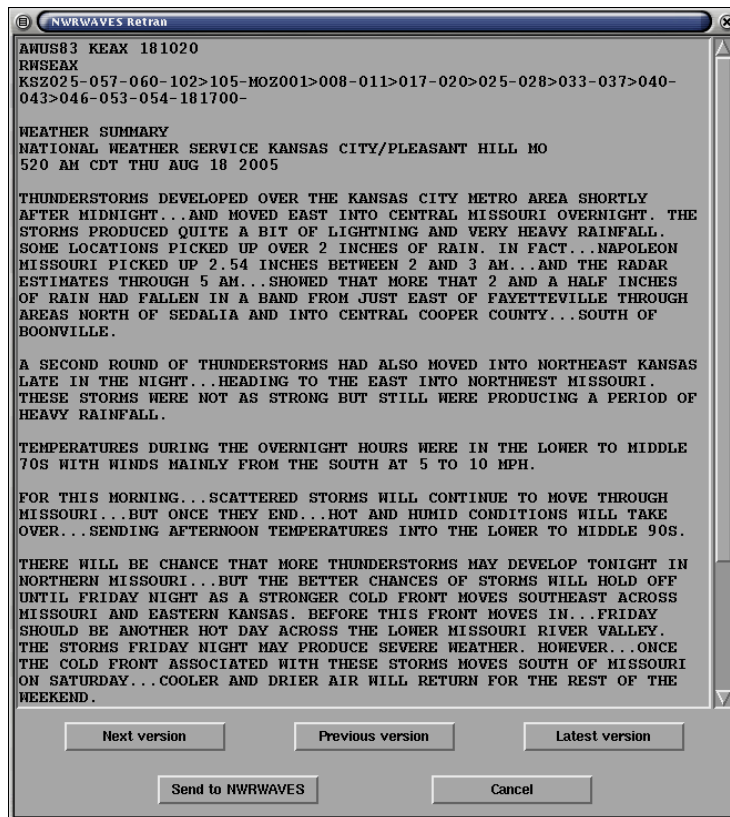 NWRWAVES Retran
AWUS83 KEAX 181020
RWSEAX
KSZ025-057-060-102>105-MOZ001>008-011>017-020>025-028>033-037>040-
043>046-053-054-181700-
WEATHER SUMMARY
NATIONAL WEATHER SERVICE KANSAS CITY/PLEASANT HILL MO
520 AM CDT THU AUG 18 2005
THUNDERSTORMS DEVELOPED OVER THE KANSAS CITY METRO AREA SHORTLY
AFTER MIDNIGHT...AND MOVED EAST INTO CENTRAL MISSOURI OVERNIGHT. THE
STORMS PRODUCED QUITE A BIT OF LIGHTNING AND VERY HEAVY RAINFALL.
SOME LOCATIONS PICKED UP OVER 2 INCHES OF RAIN. IN FACT...NAPOLEON
MISSOURI PICKED UP 2.54 INCHES BETWEEN 2 AND 3 AM...AND THE RADAR
ESTIMATES THROUGH 5 AM...SHOWED THAT MORE THAT 2 AND A HALF INCHES
OF RAIN HAD FALLEN IN A BAND FROM JUST EAST OF FAYETTEVILLE THROUGH
AREAS NORTH OF SEDALIA AND INTO CENTRAL COOPER COUNTY...SOUTH OF
BOONVILLE.
A SECOND ROUND OF THUNDERSTORMS HAD ALSO MOVED INTO NORTHEAST KANSAS
LATE IN THE NIGHT...HEADING TO THE EAST INTO NORTHWEST MISSOURI.
THESE STORMS WERE NOT AS STRONG BUT STILL WERE PRODUCING A PERIOD OF
HEAVY RAINFALL.
TEMPERATURES DURING THE OVERNIGHT HOURS WERE IN THE LOWER TO MIDDLE
70S WITH WINDS MAINLY FROM THE SOUTH AT 5 TO 10 MPH.
FOR THIS MORNING...SCATTERED STORMS WILL CONTINUE TO MOVE THROUGH
MISSOURI...BUT ONCE THEY END...HOT AND HUMID CONDITIONS WILL TAKE
OVER...SENDING AFTERNOON TEMPERATURES INTO THE LOWER TO MIDDLE 90S.
THERE WILL BE CHANCE THAT MORE THUNDERSTORMS MAY DEVELOP TONIGHT IN
NORTHERN MISSOURI...BUT THE BETTER CHANCES OF STORMS WILL HOLD OFF
UNTIL FRIDAY NIGHT AS A STRONGER COLD FRONT MOVES SOUTHEAST ACROSS
MISSOURI AND EASTERN KANSAS. BEFORE THIS FRONT MOVES IN...FRIDAY
SHOULD BE ANOTHER HOT DAY ACROSS THE LOWER MISSOURI RIVER VALLEY.
THE STORMS FRIDAY NIGHT MAY PRODUCE SEVERE WEATHER. HOWEVER...ONCE
THE COLD FRONT ASSOCIATED WITH THESE STORMS MOVES SOUTH OF MISSOURI
ON SATURDAY...COOLER AND DRIER AIR WILL RETURN FOR THE REST OF THE
WEEKEND.
Next version Previous version Latest version
Send to NWRWAVES Cancel